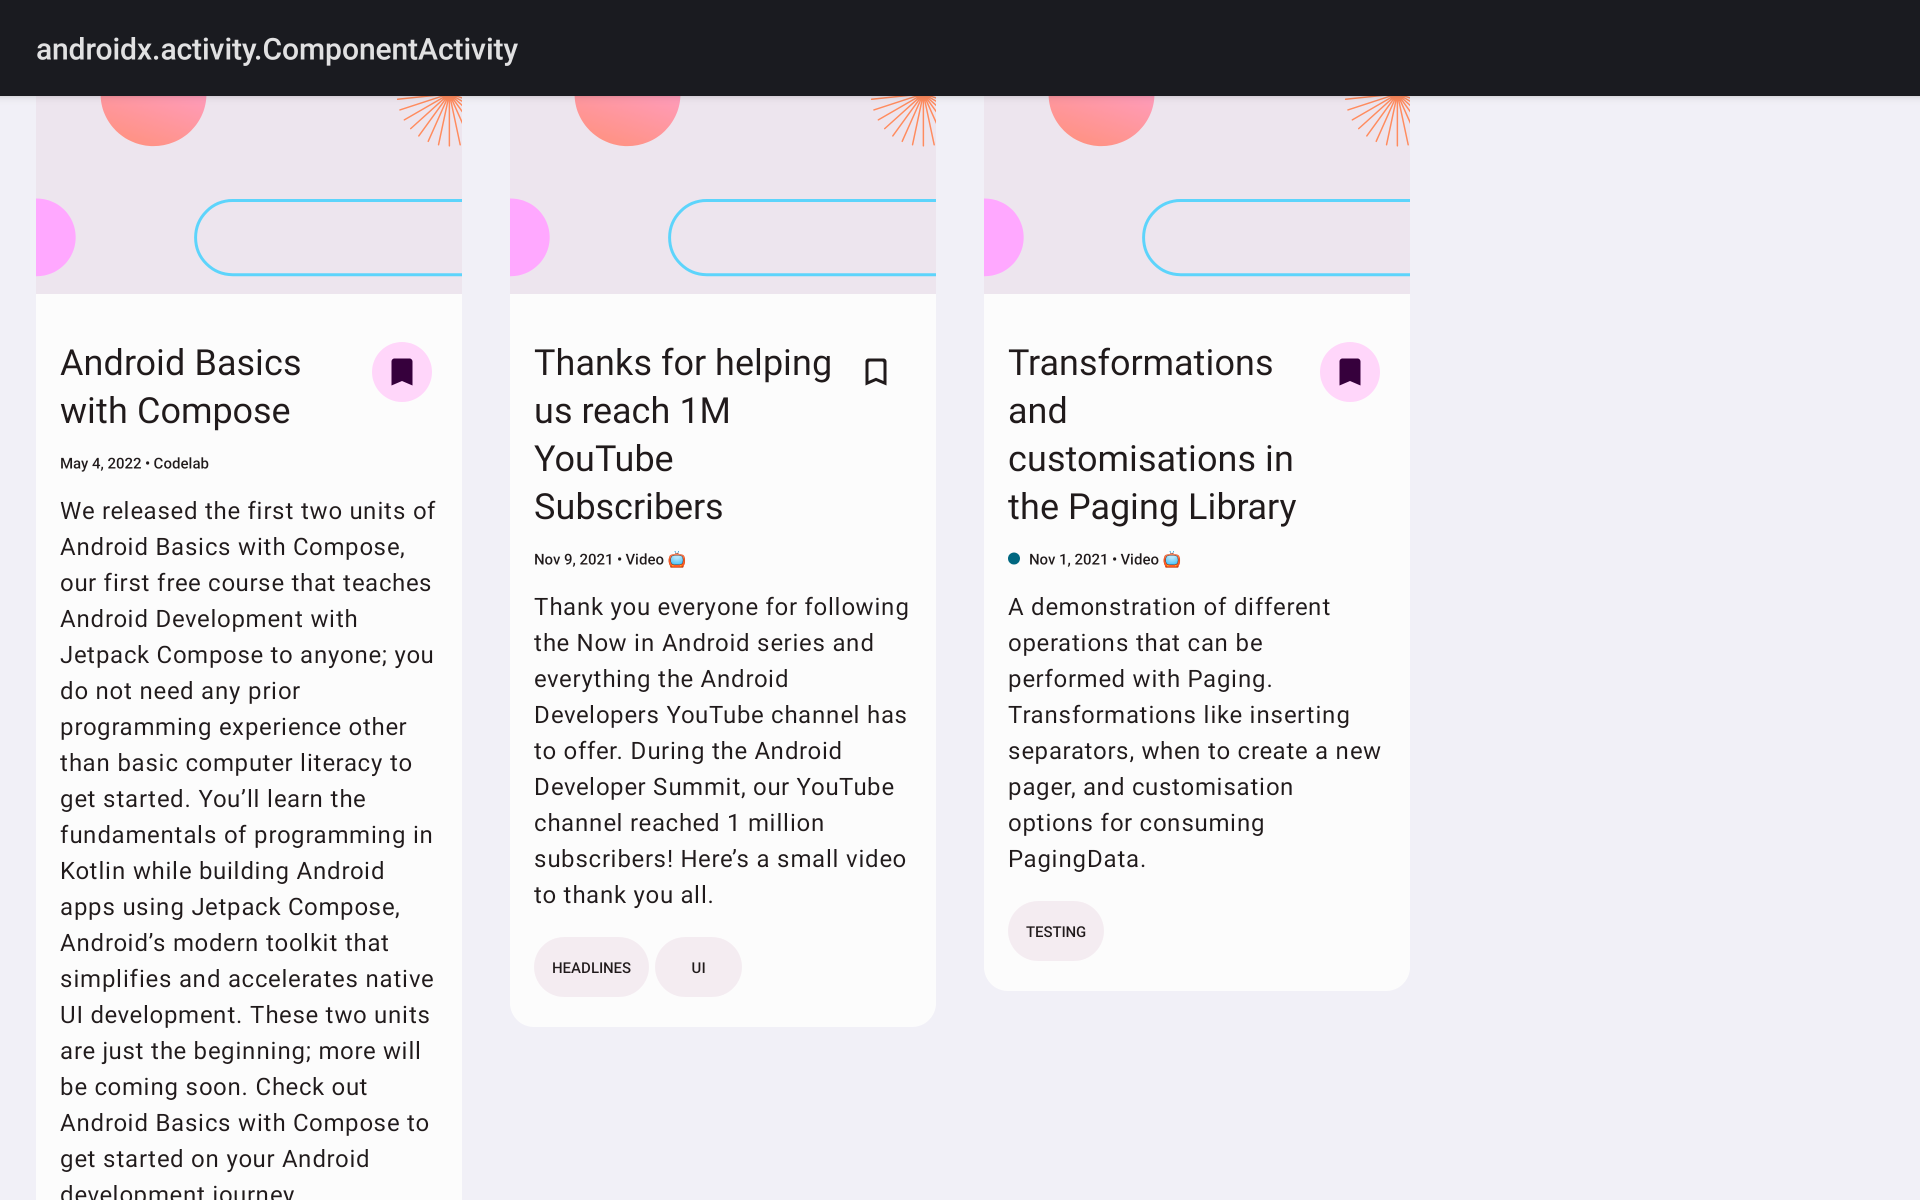 androidx.activity.ComponentActivity
Android Basics
with Compose
May 4, 2022 • Codelab
We released the first two units of
Android Basics with Compose,
our first free course that teaches
Android Development with
Jetpack Compose to anyone; you
do not need any prior
programming experience other
than basic computer literacy to
get started. You’ll learn the
fundamentals of programming in
Kotlin while building Android
apps using Jetpack Compose,
Android’s modern toolkit that
simplifies and accelerates native
UI development. These two units
are just the beginning; more will
be coming soon. Check out
Android Basics with Compose to
get started on your Android
development journey
Thanks for helping
us reach 1M
YouTube
Subscribers
Nov 9, 2021 • Video 📺
Thank you everyone for following
the Now in Android series and
everything the Android
Developers YouTube channel has
to offer. During the Android
Developer Summit, our YouTube
channel reached 1 million
subscribers! Here’s a small video
to thank you all.
HEADLINES
UI
Transformations
and
customisations in
the Paging Library
Nov 1, 2021 • Video 📺
A demonstration of different
operations that can be
performed with Paging.
Transformations like inserting
separators, when to create a new
pager, and customisation
options for consuming
PagingData.
TESTING